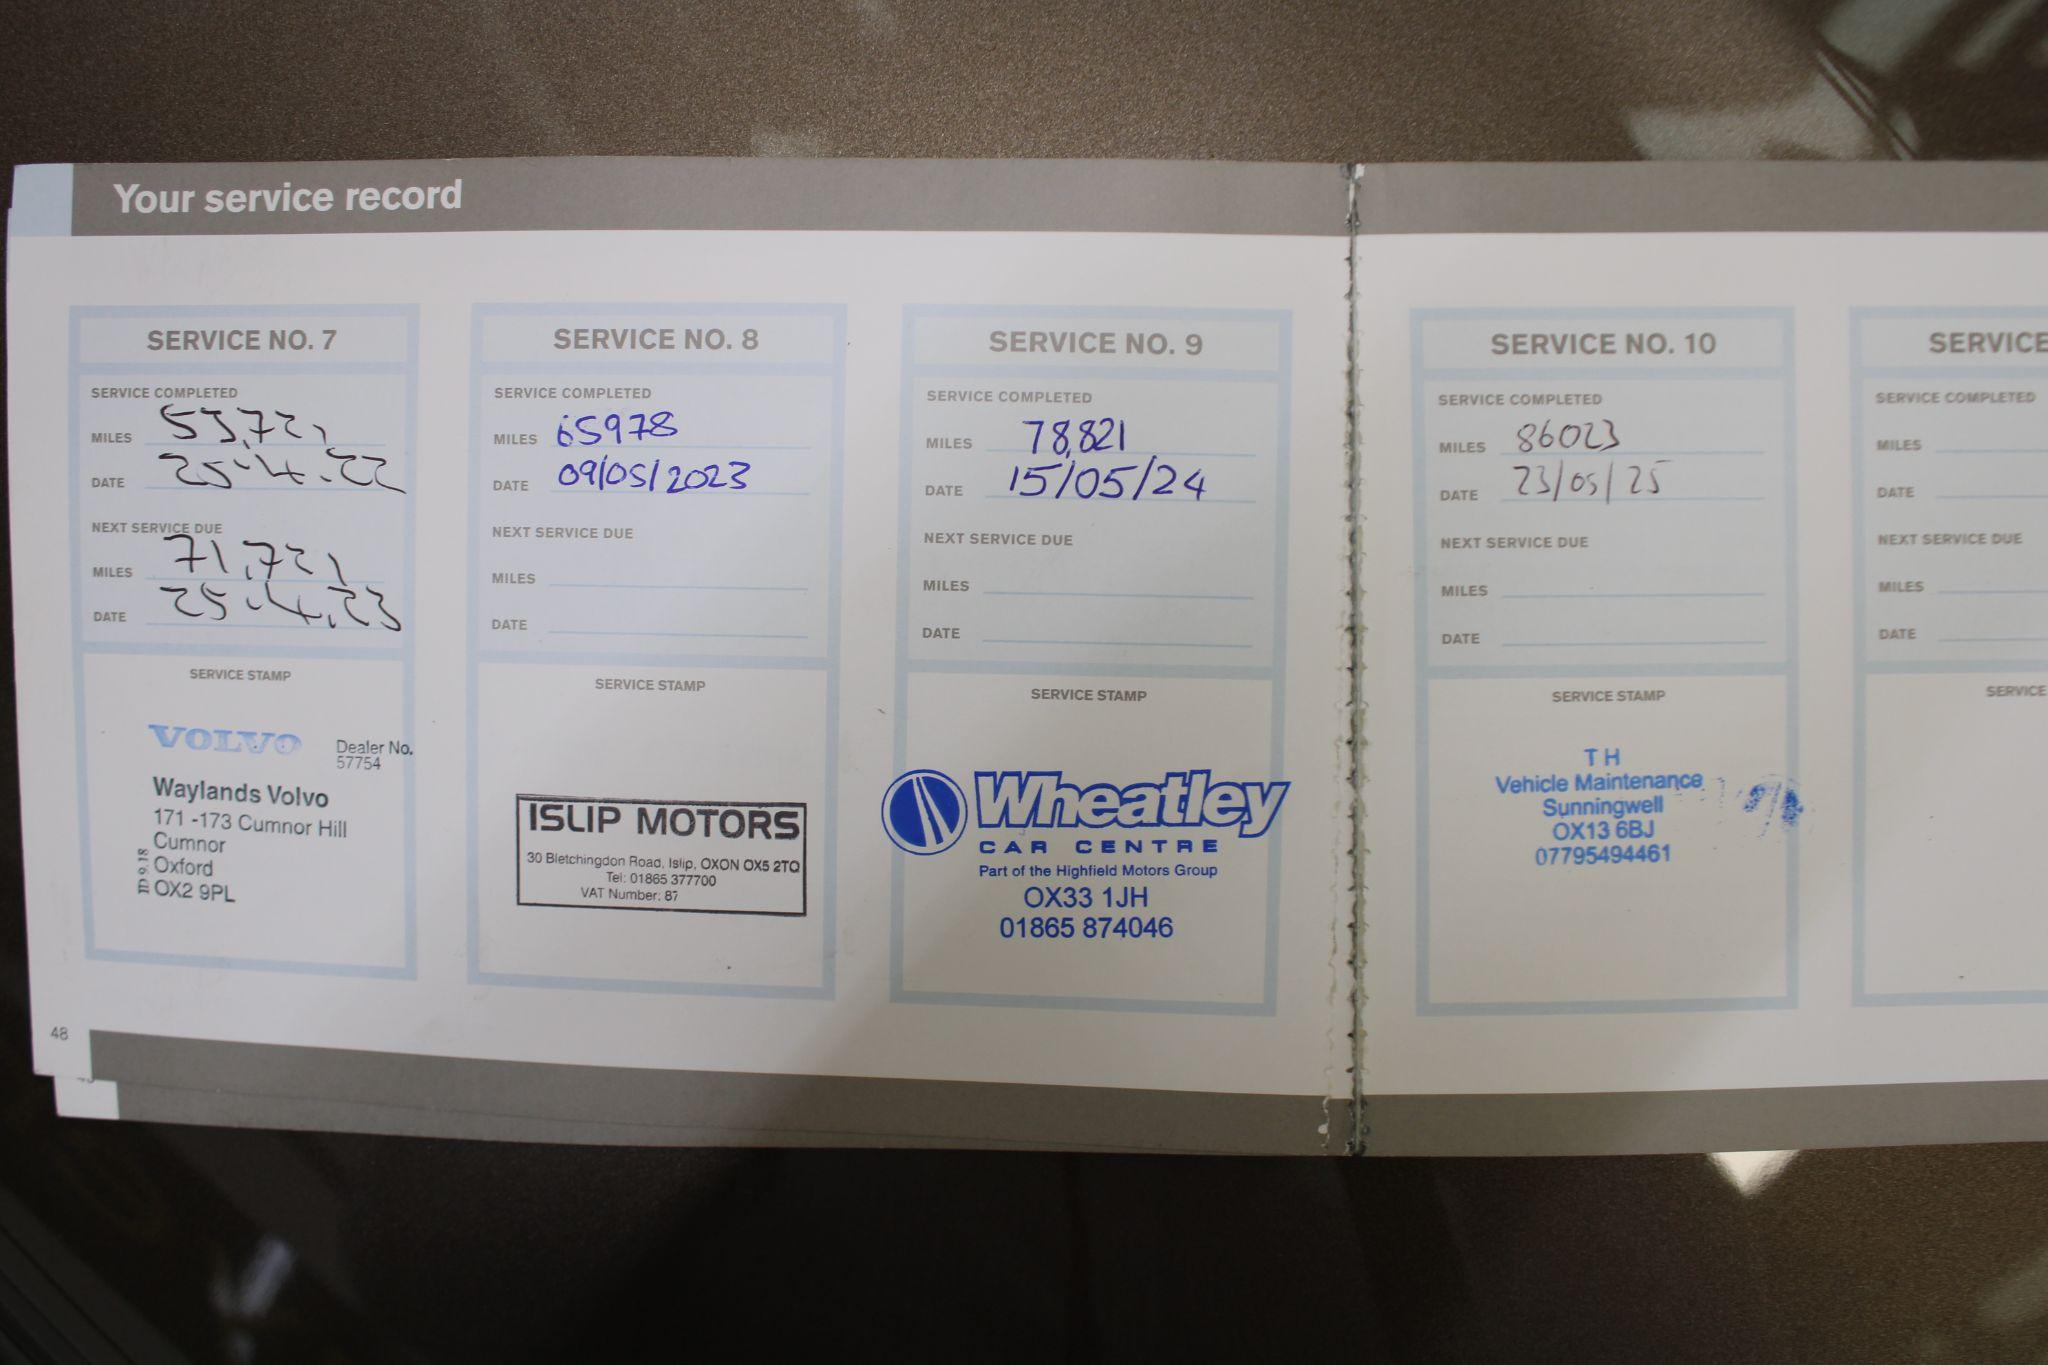 Your service record
SERVICE NO. 7
SERVICE COMPLETED
MILES 53,721
DATE 25.4.22
NEXT SERVICE DUE
MILES 71,721
DATE 25.4.23
SERVICE STAMP
VOLVO
Dealer No.
57754
Waylands Volvo
171 -173 Cumnor Hill
Cumnor
Oxford
OX2 9PL
SERVICE NO. 8
SERVICE COMPLETED
MILES 65978
DATE 09/05/2023
NEXT SERVICE DUE
MILES
DATE
SERVICE STAMP
ISLIP MOTORS
30 Bletchingdon Road, Islip, OXON OX5 2TQ
Tel: 01865 377700
VAT Number: 87
SERVICE NO. 9
SERVICE COMPLETED
MILES 78,821
DATE 15/05/24
NEXT SERVICE DUE
MILES
DATE
SERVICE STAMP
Wheatley
CAR CENTRE
Part of the Highfield Motors Group
OX33 1JH
01865 874046
SERVICE NO. 10
SERVICE COMPLETED
MILES 86023
DATE 23/05/25
NEXT SERVICE DUE
MILES
DATE
SERVICE STAMP
T H
Vehicle Maintenance
Sunningwell
OX13 6BJ
07795494461
SERVICE
SERVICE COMPLETED
MILES
DATE
NEXT SERVICE DUE
MILES
DATE
SERVICE
48